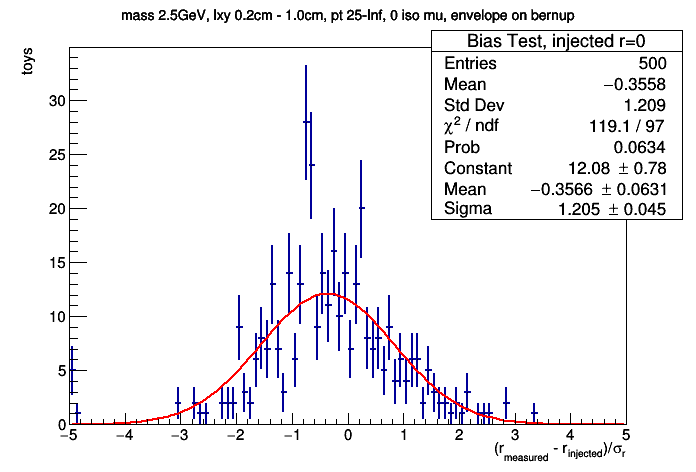 mass 2.5GeV, lxy 0.2cm - 1.0cm, pt 25-Inf, 0 iso mu, envelope on bernup
Bias Test, injected r=0
Entries 500
Mean −0.3558
Std Dev 1.209
χ² / ndf 119.1 / 97
Prob 0.0634
Constant 12.08 ± 0.78
Mean −0.3566 ± 0.0631
Sigma 1.205 ± 0.045
toys
30
25
20
15
10
5
0
−5 −4 −3 −2 −1 0 1 2 3 4 5
(r_measured - r_injected)/σ_r